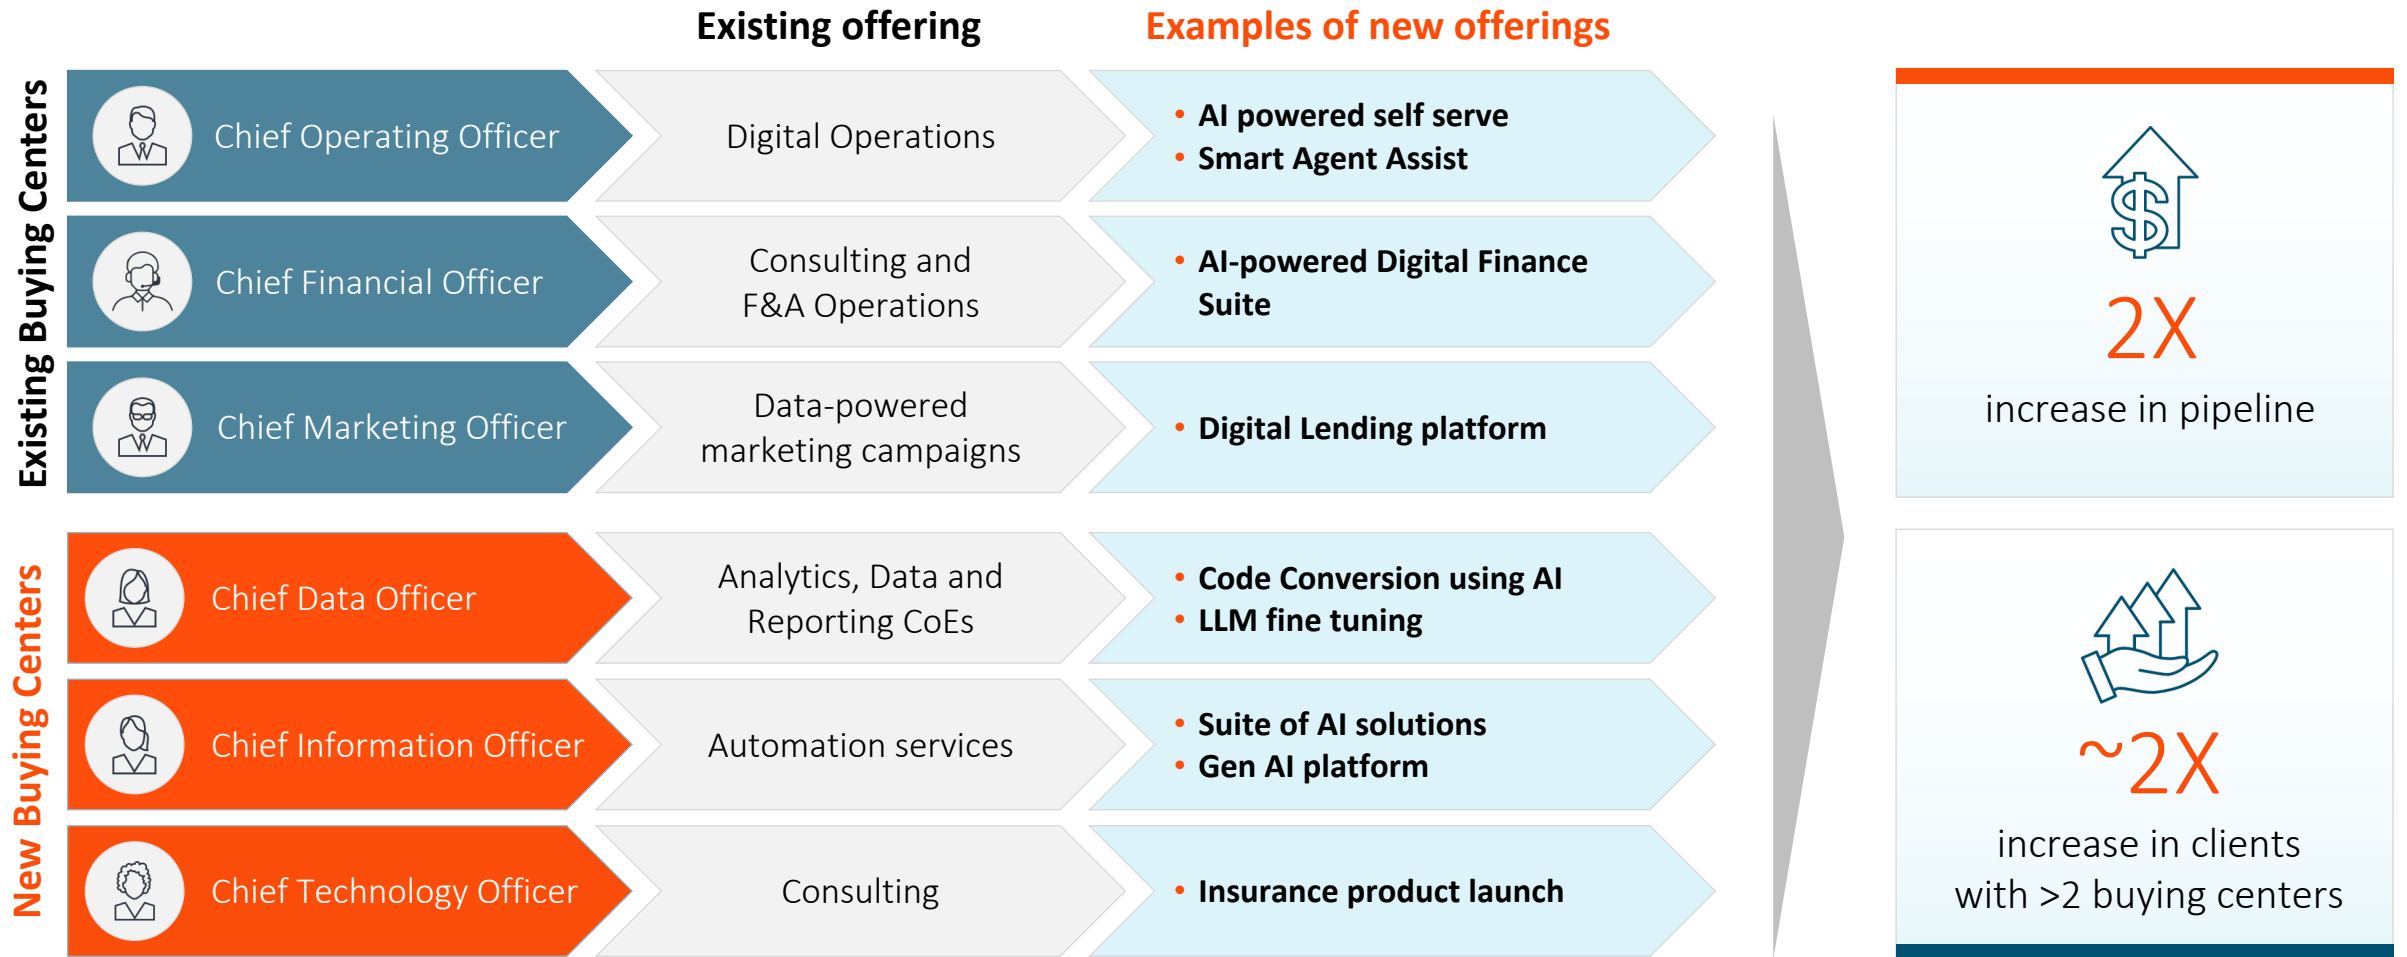 Existing offering
Examples of new offerings
Existing Buying Centers
Chief Operating Officer
Digital Operations
• AI powered self serve
• Smart Agent Assist
Chief Financial Officer
Consulting and
F&A Operations
• AI-powered Digital Finance
Suite
Chief Marketing Officer
Data-powered
marketing campaigns
• Digital Lending platform
New Buying Centers
Chief Data Officer
Analytics, Data and
Reporting CoEs
• Code Conversion using AI
• LLM fine tuning
Chief Information Officer
Automation services
• Suite of AI solutions
• Gen AI platform
Chief Technology Officer
Consulting
• Insurance product launch
$
2X
increase in pipeline
~2X
increase in clients
with >2 buying centers